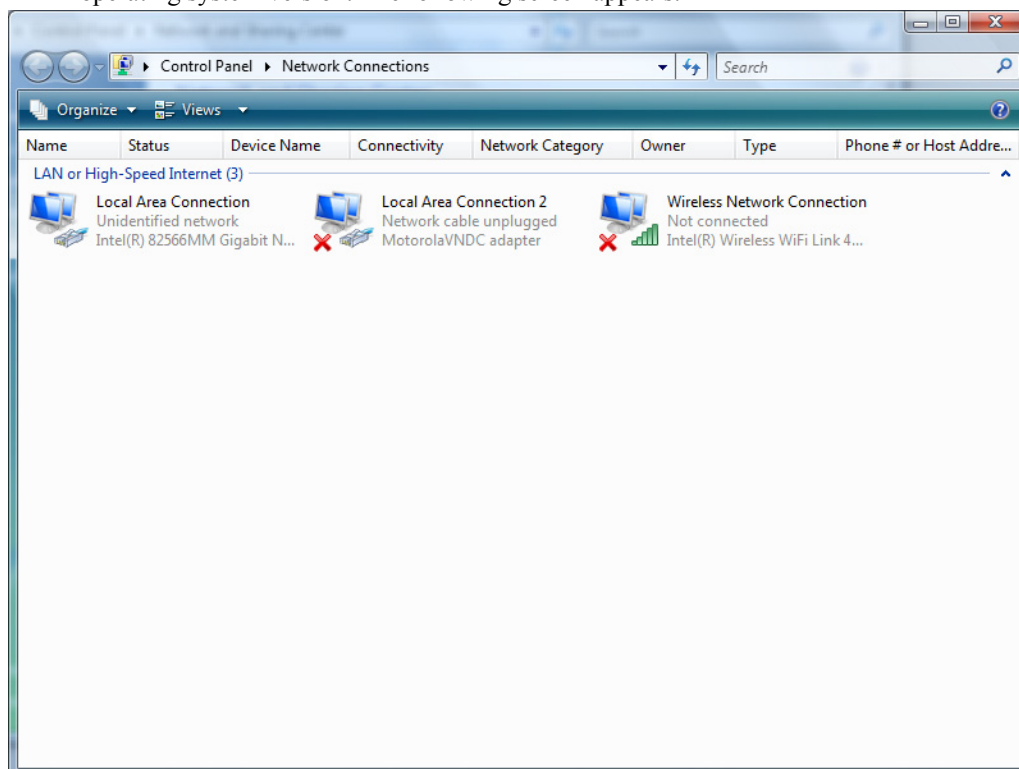 Control Panel Network Connections Search
Organize Views
Name Status Device Name Connectivity Network Category Owner Type Phone # or Host Addre...
LAN or High-Speed Internet (3)
Local Area Connection
Unidentified network
Intel(R) 82566MM Gigabit N...
Local Area Connection 2
Network cable unplugged
MotorolaVNDC adapter
Wireless Network Connection
Not connected
Intel(R) Wireless WiFi Link 4...